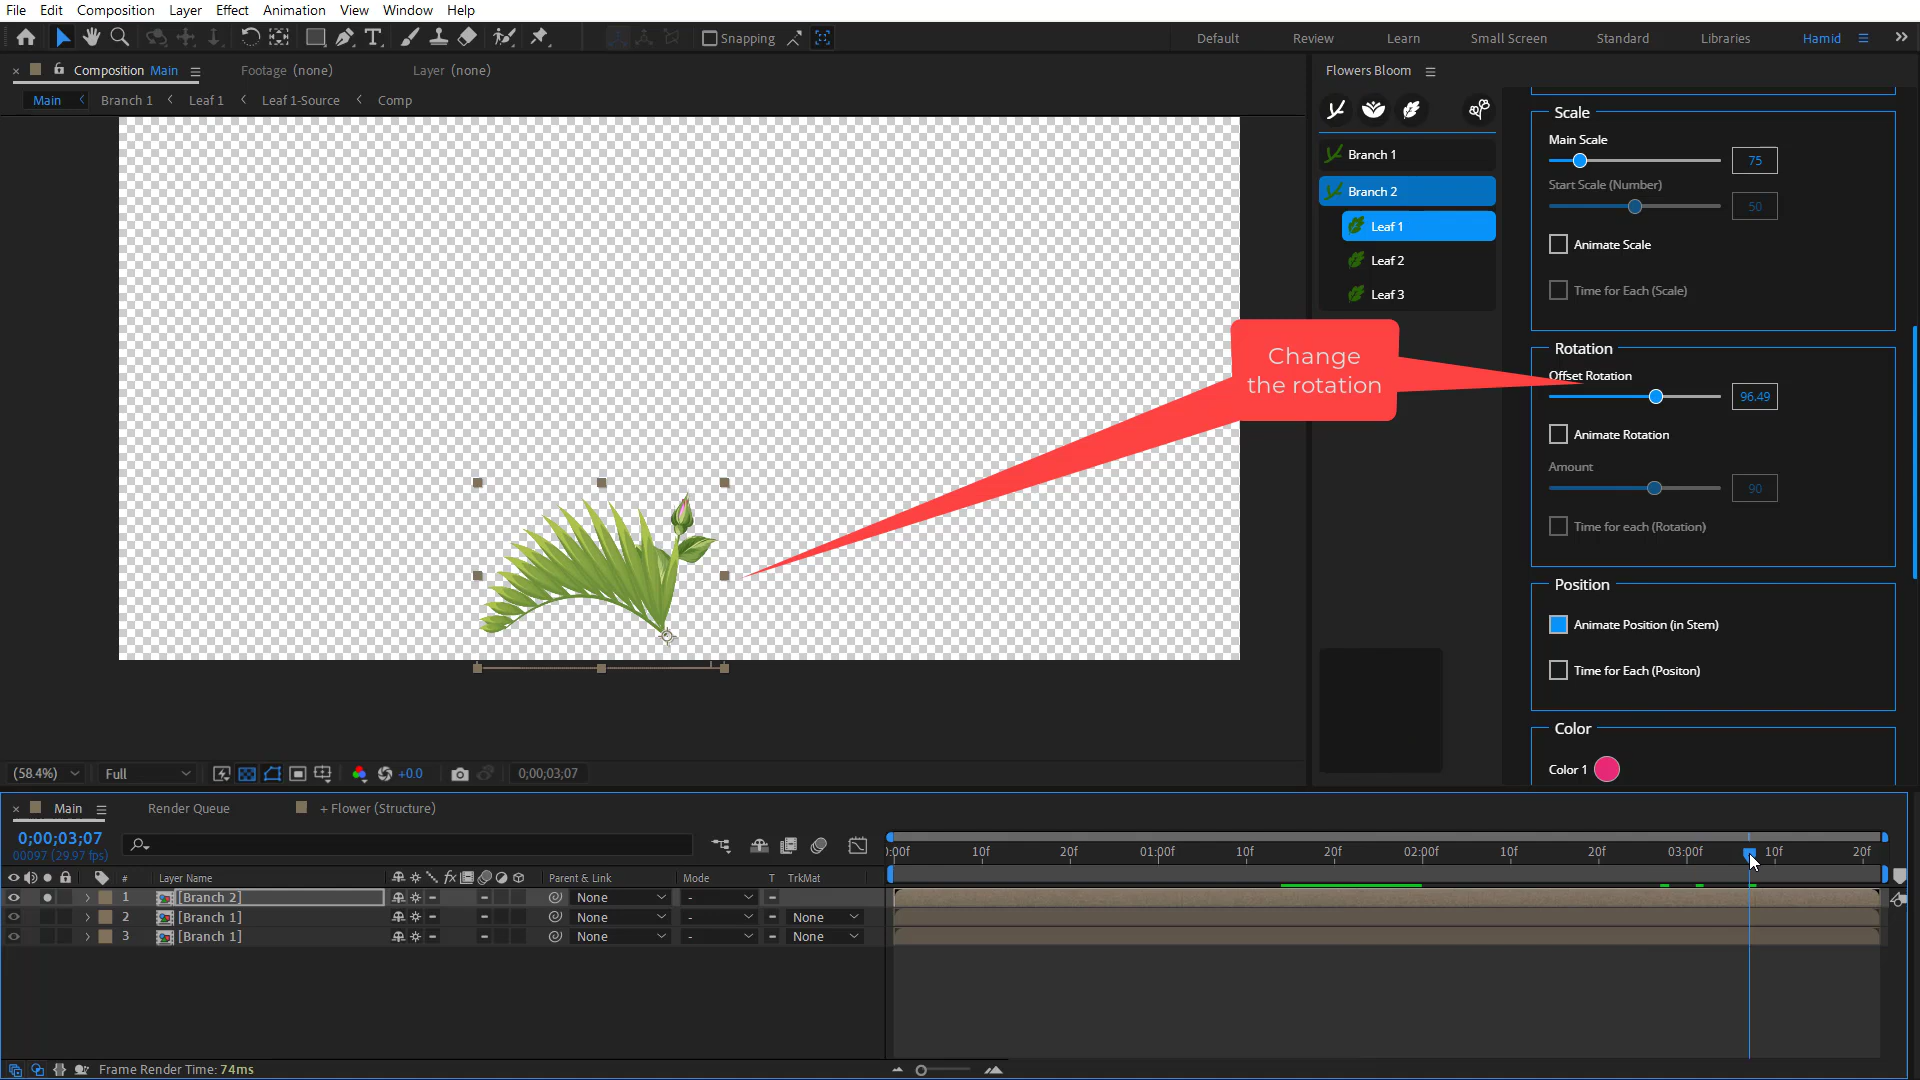 File Edit Composition Layer Effect Animation View Window Help
Snapping
Default Review Learn Small Screen Standard Libraries Hamid
Composition Main Footage (none) Layer (none)
Main Branch 1 Leaf 1 Leaf 1-Source Comp
Flowers Bloom
Branch 1
Branch 2
Leaf 1
Leaf 2
Leaf 3
Change
the rotation
Scale
Main Scale
75
Start Scale (Number)
50
Animate Scale
Time for Each (Scale)
Rotation
Offset Rotation
96.49
Animate Rotation
Amount
90
Time for each (Rotation)
Position
Animate Position (in Stem)
Time for Each (Positon)
Color
Color 1
(58.4%) Full +0.0 0;00;03;07
Main Render Queue + Flower (Structure)
0;00;03;07
00097 (29.97 fps)
:00f 10f 20f 01:00f 10f 20f 02:00f 10f 20f 03:00f 10f 20f
# Layer Name fx Parent & Link Mode T TrkMat
1 [Branch 2] None -
2 [Branch 1] None - None
3 [Branch 1] None - None
Frame Render Time: 74ms